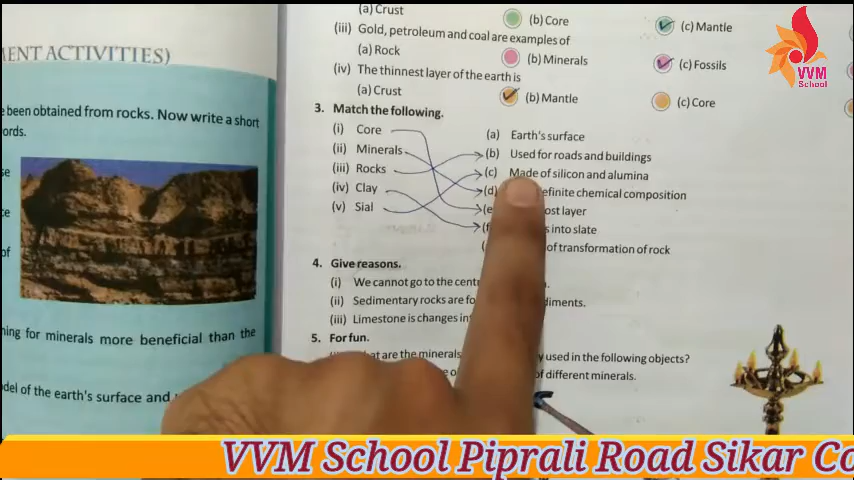 MENT ACTIVITIES)
e been obtained from rocks. Now write a short
ords.
se
ce
of
ning for minerals more beneficial than the
odel of the earth's surface and
(a) Crust (b) Core (c) Mantle
(iii) Gold, petroleum and coal are examples of
(a) Rock (b) Minerals (c) Fossils
(iv) The thinnest layer of the earth is
(a) Crust (b) Mantle (c) Core
3. Match the following.
(i) Core (a) Earth's surface
(ii) Minerals (b) Used for roads and buildings
(iii) Rocks (c) Made of silicon and alumina
(iv) Clay (d) efinite chemical composition
(v) Sial (e ost layer
(f s into slate
( of transformation of rock
4. Give reasons.
(i) We cannot go to the cent
(ii) Sedimentary rocks are fo diments.
(iii) Limestone is changes in
5. For fun.
hat are the minerals y used in the following objects?
of different minerals.
VVM
School
VVM School Piprali Road Sikar Co